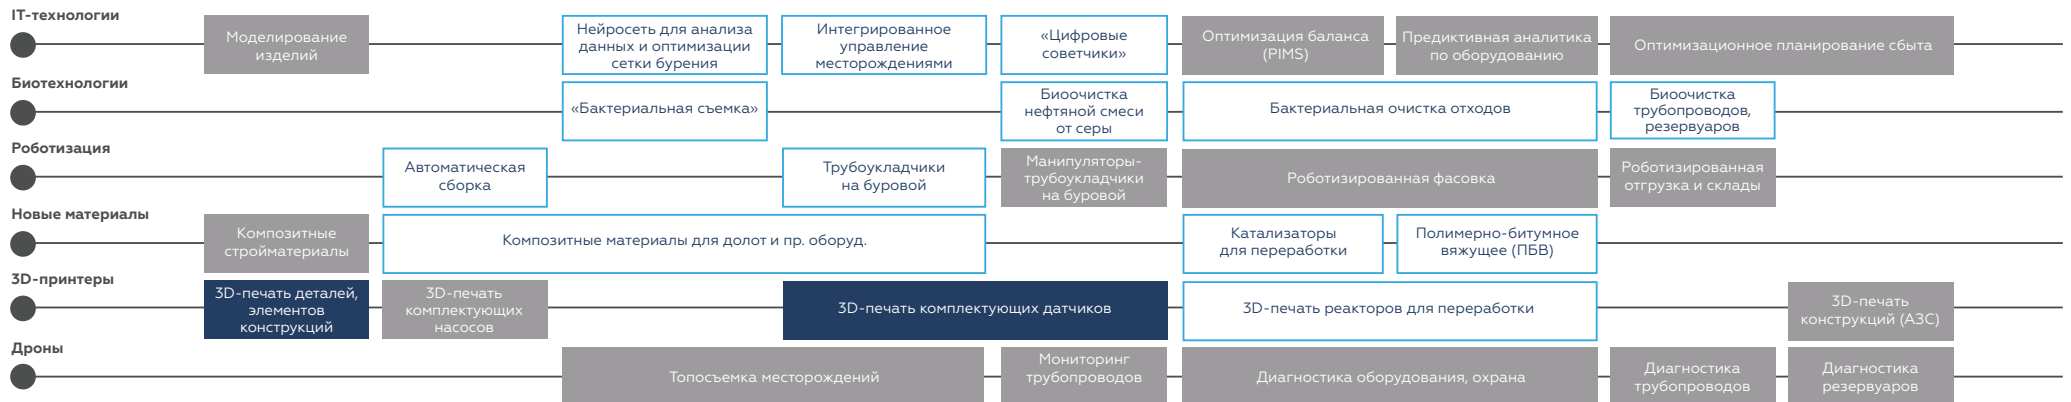 IT-технологии
Моделирование
изделий
Нейросеть для анализа
данных и оптимизации
сетки бурения
Интегрированное
управление
месторождениями
«Цифровые
советчики»
Оптимизация баланса
(PIMS)
Предиктивная аналитика
по оборудованию
Оптимизационное планирование сбыта
Биотехнологии
«Бактериальная съемка»
Биоочистка
нефтяной смеси
от серы
Бактериальная очистка отходов
Биоочистка
трубопроводов,
резервуаров
Роботизация
Автоматическая
сборка
Трубоукладчики
на буровой
Манипуляторы-
трубоукладчики
на буровой
Роботизированная фасовка
Роботизированная
отгрузка и склады
Новые материалы
Композитные
стройматериалы
Композитные материалы для долот и пр. оборуд.
Катализаторы
для переработки
Полимерно-битумное
вяжущее (ПБВ)
3D-принтеры
3D-печать деталей,
элементов
конструкций
3D-печать
комплектующих
насосов
3D-печать комплектующих датчиков
3D-печать реакторов для переработки
3D-печать
конструкций (АЗС)
Дроны
Топосъемка месторождений
Мониторинг
трубопроводов
Диагностика оборудования, охрана
Диагностика
трубопроводов
Диагностика
резервуаров